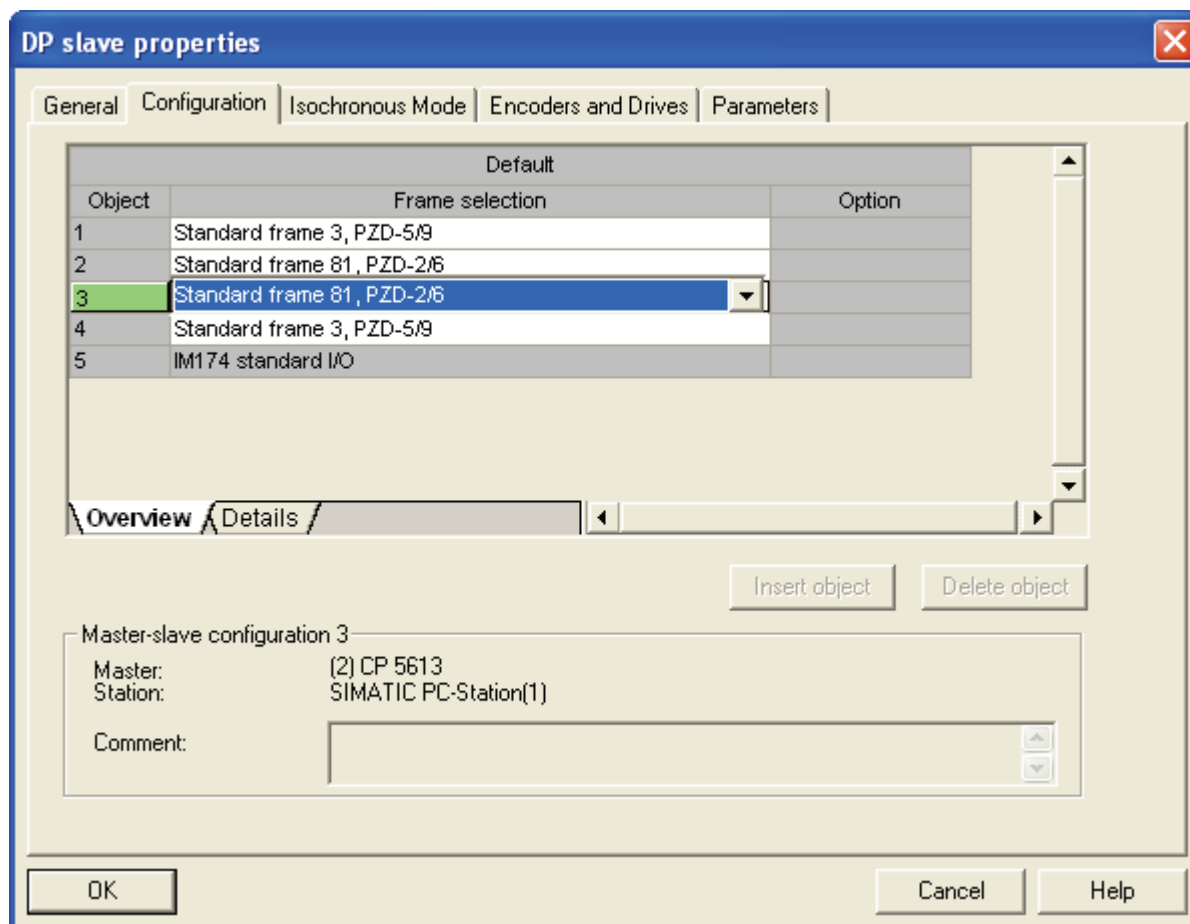 DP slave properties
General Configuration Isochronous Mode Encoders and Drives Parameters
Default
Object Frame selection Option
1 Standard frame 3, PZD-5/9
2 Standard frame 81, PZD-2/6
3 Standard frame 81, PZD-2/6
4 Standard frame 3, PZD-5/9
5 IM174 standard I/O
Overview Details
Insert object Delete object
Master-slave configuration 3
Master: (2) CP 5613
Station: SIMATIC PC-Station(1)
Comment:
OK Cancel Help